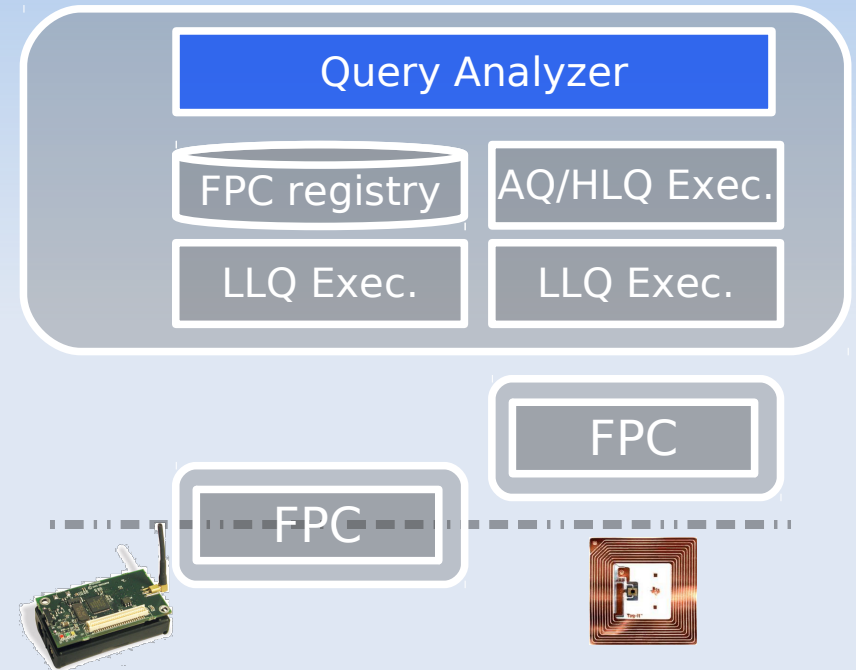 Query Analyzer
FPC registry
AQ/HLQ Exec.
LLQ Exec.
LLQ Exec.
FPC
FPC